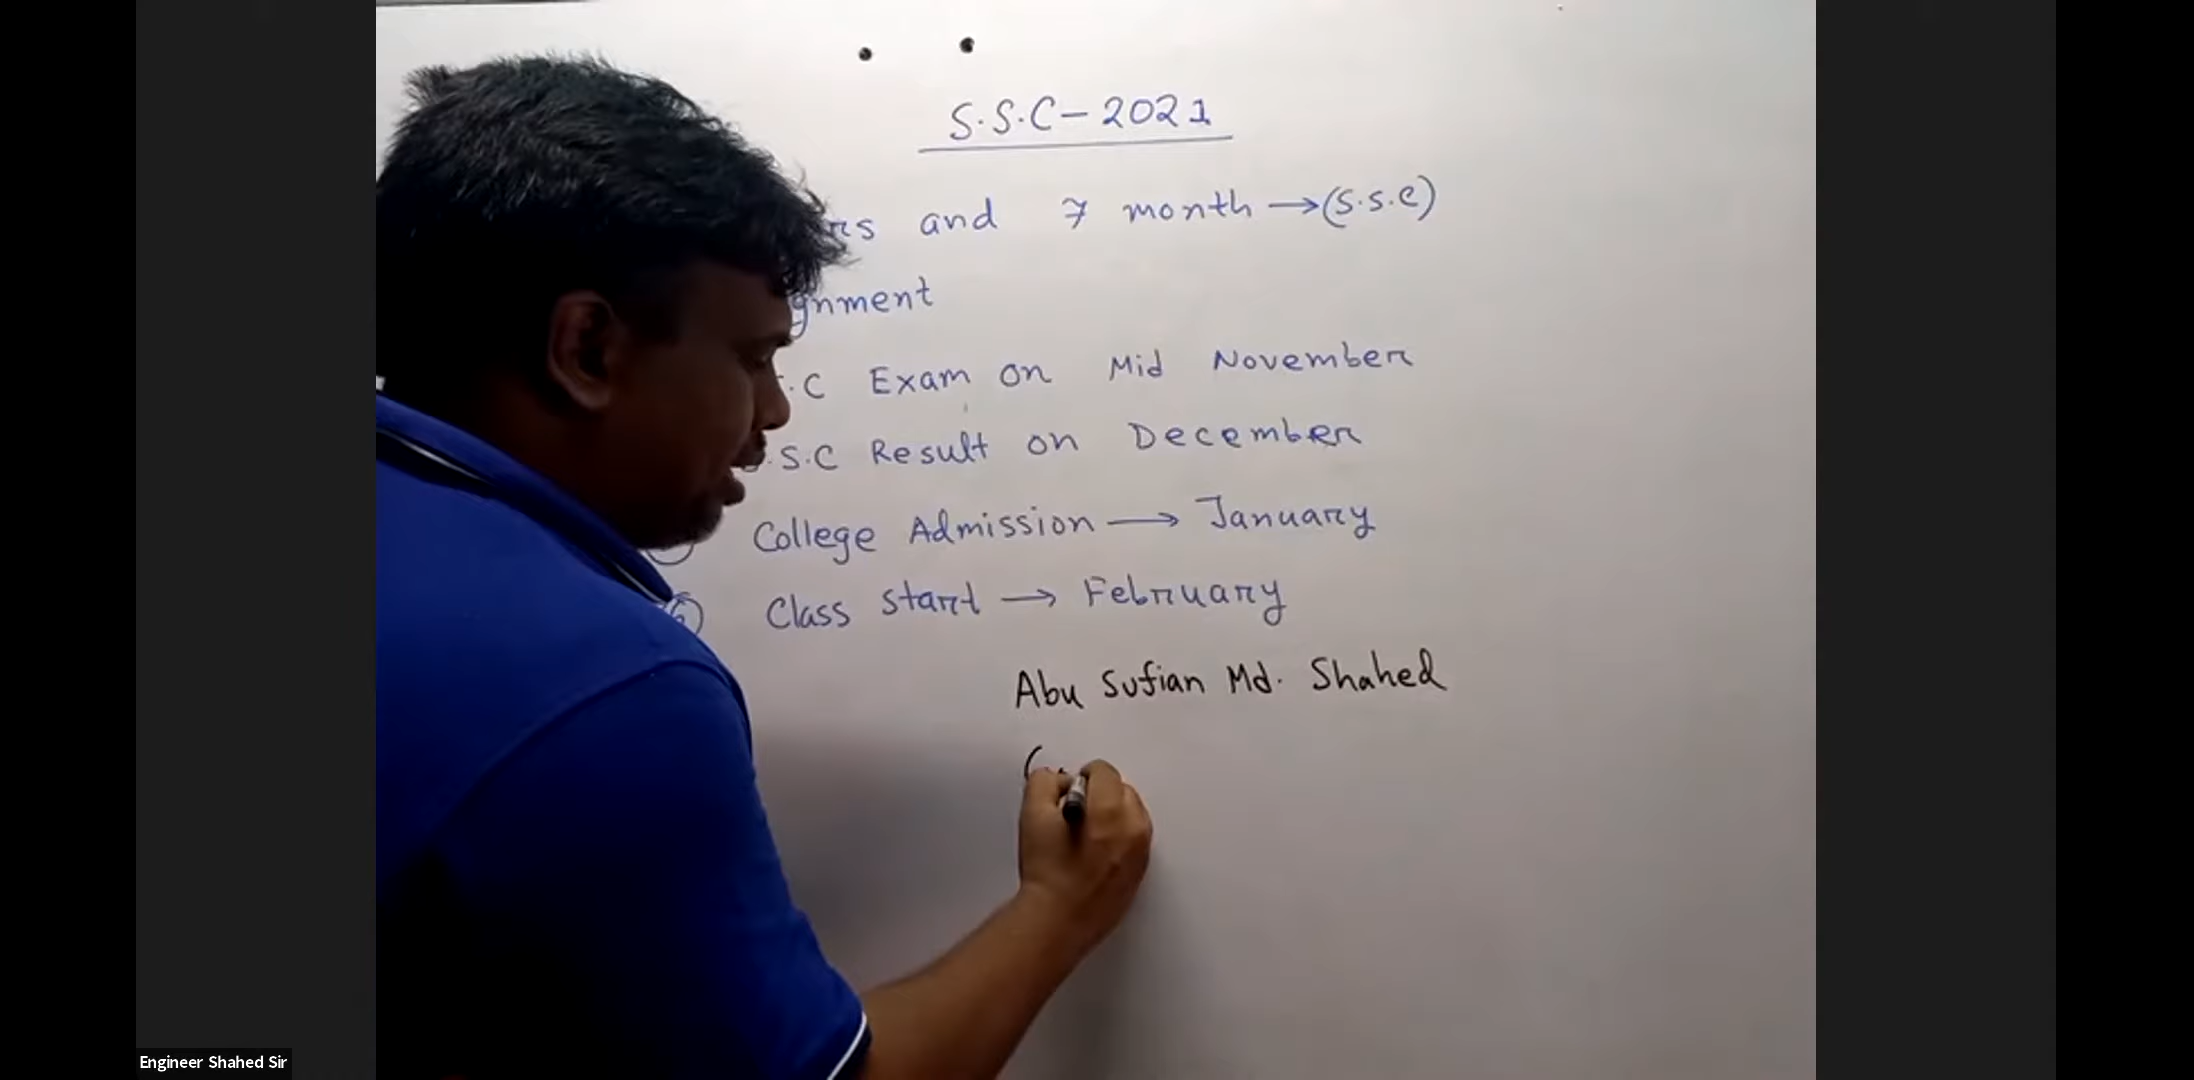 S.S.C - 2021
and 7 month → (S.S.C)
Exam on Mid November
S.C Result on December
College Admission → January
6 Class start → February
Abu Sufian Md. Shahed
Engineer Shahed Sir